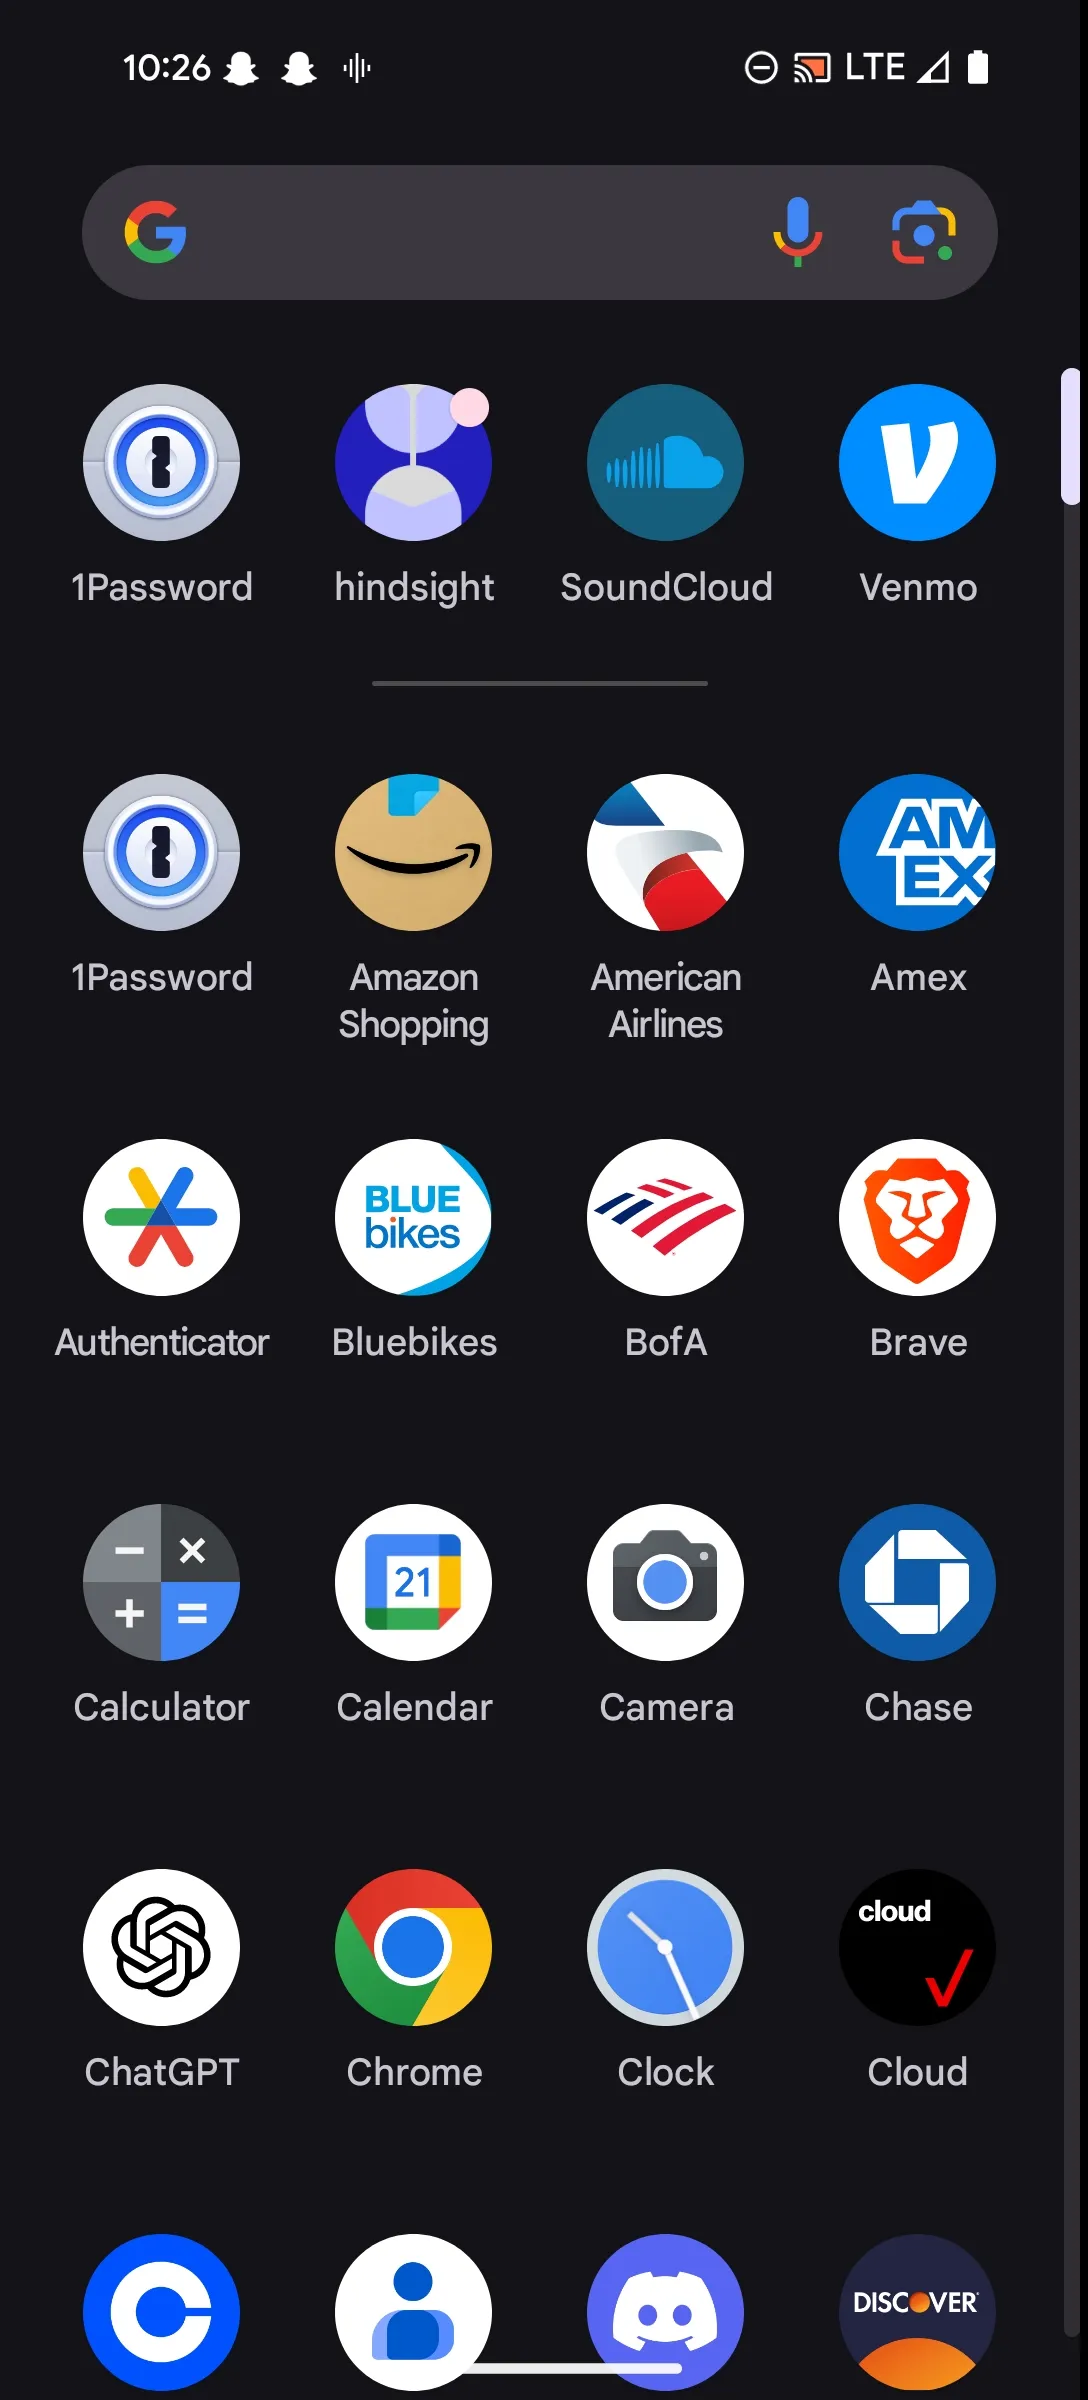 10:26 LTE
1Password hindsight SoundCloud Venmo
AM
EX
1Password Amazon Shopping American Airlines Amex
BLUE
bikes
Authenticator Bluebikes BofA Brave
21
Calculator Calendar Camera Chase
cloud
ChatGPT Chrome Clock Cloud
DISCOVER